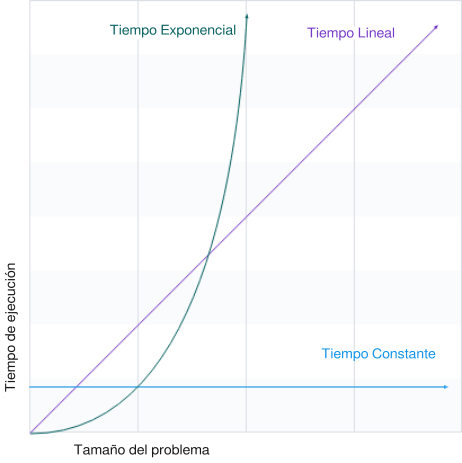 Tiempo Exponencial
Tiempo Lineal
Tiempo Constante
Tiempo de ejecución
Tamaño del problema